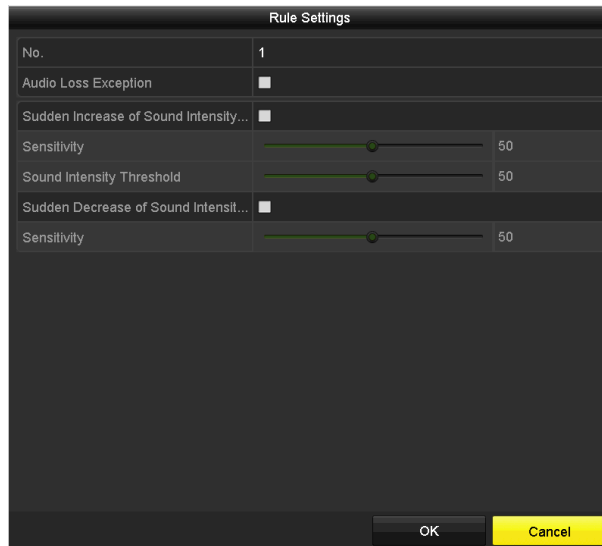 Rule Settings
No. 1
Audio Loss Exception
Sudden Increase of Sound Intensity...
Sensitivity 50
Sound Intensity Threshold 50
Sudden Decrease of Sound Intensit...
Sensitivity 50
OK Cancel